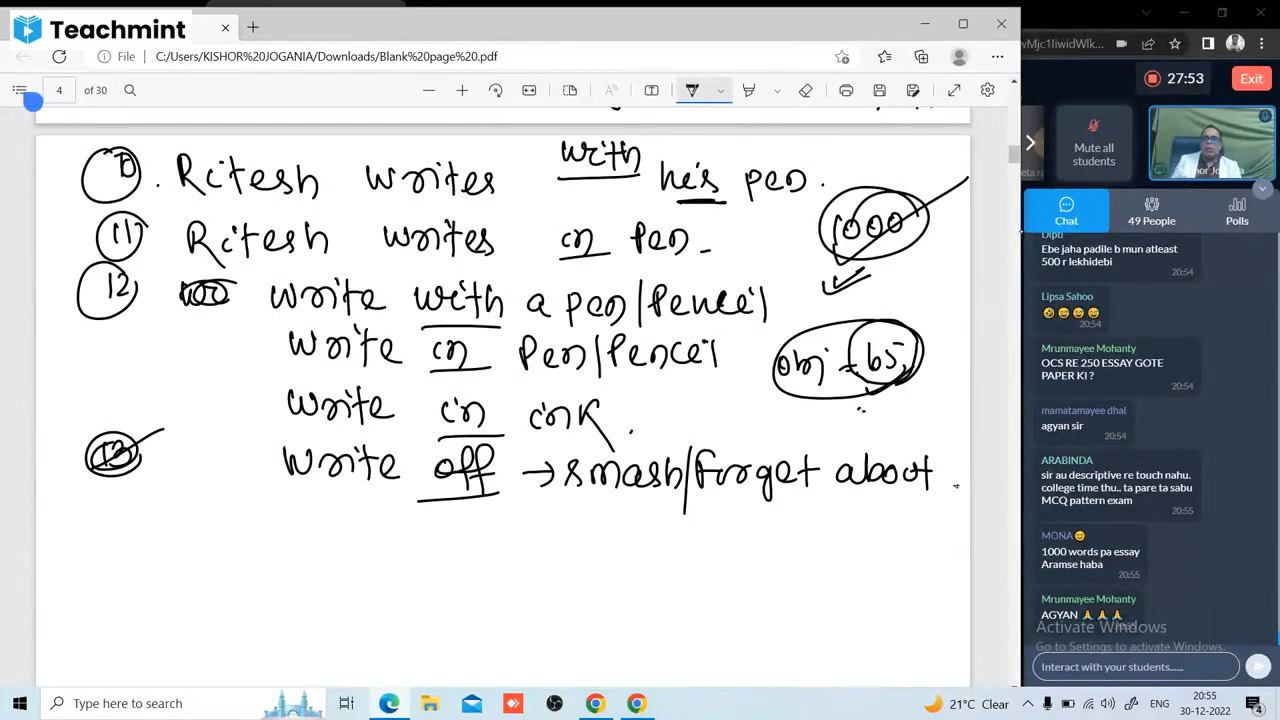 Teachmint
File C:/Users/KISHOR%20JOGANIA/Downloads/Blank%20page%20.pdf
wMjc1IiwidWlk...
27:53
Exit
4 of 30
10. Ritesh writes with his pen.
11 Ritesh writes in pen.
1000
12 write with a pen/Pencil
write in Pen/Pencil
obj - 65
write in ink.
13 write off → smash/forget about.
Mute all students
Chat
49 People
Polls
Dipti
Ebe jaha padile b mun atleast
500 r lekhidebi
20:54
Lipsa Sahoo
🤣😅😅😅
20:54
Mrunmayee Mohanty
OCS RE 250 ESSAY GOTE
PAPER KI ?
20:54
mamatamayee dhal
agyan sir
20:54
ARABINDA
sir au descriptive re touch nahu.
college time thu.. ta pare ta sabu
MCQ pattern exam
20:55
MONA😊
1000 words pa essay
Aramse haba
20:55
Mrunmayee Mohanty
AGYAN 🙏🙏🙏
Activate Windows
Go to Settings to activate Windows.
Interact with your students......
Type here to search
21°C Clear
ENG
20:55
30-12-2022
4